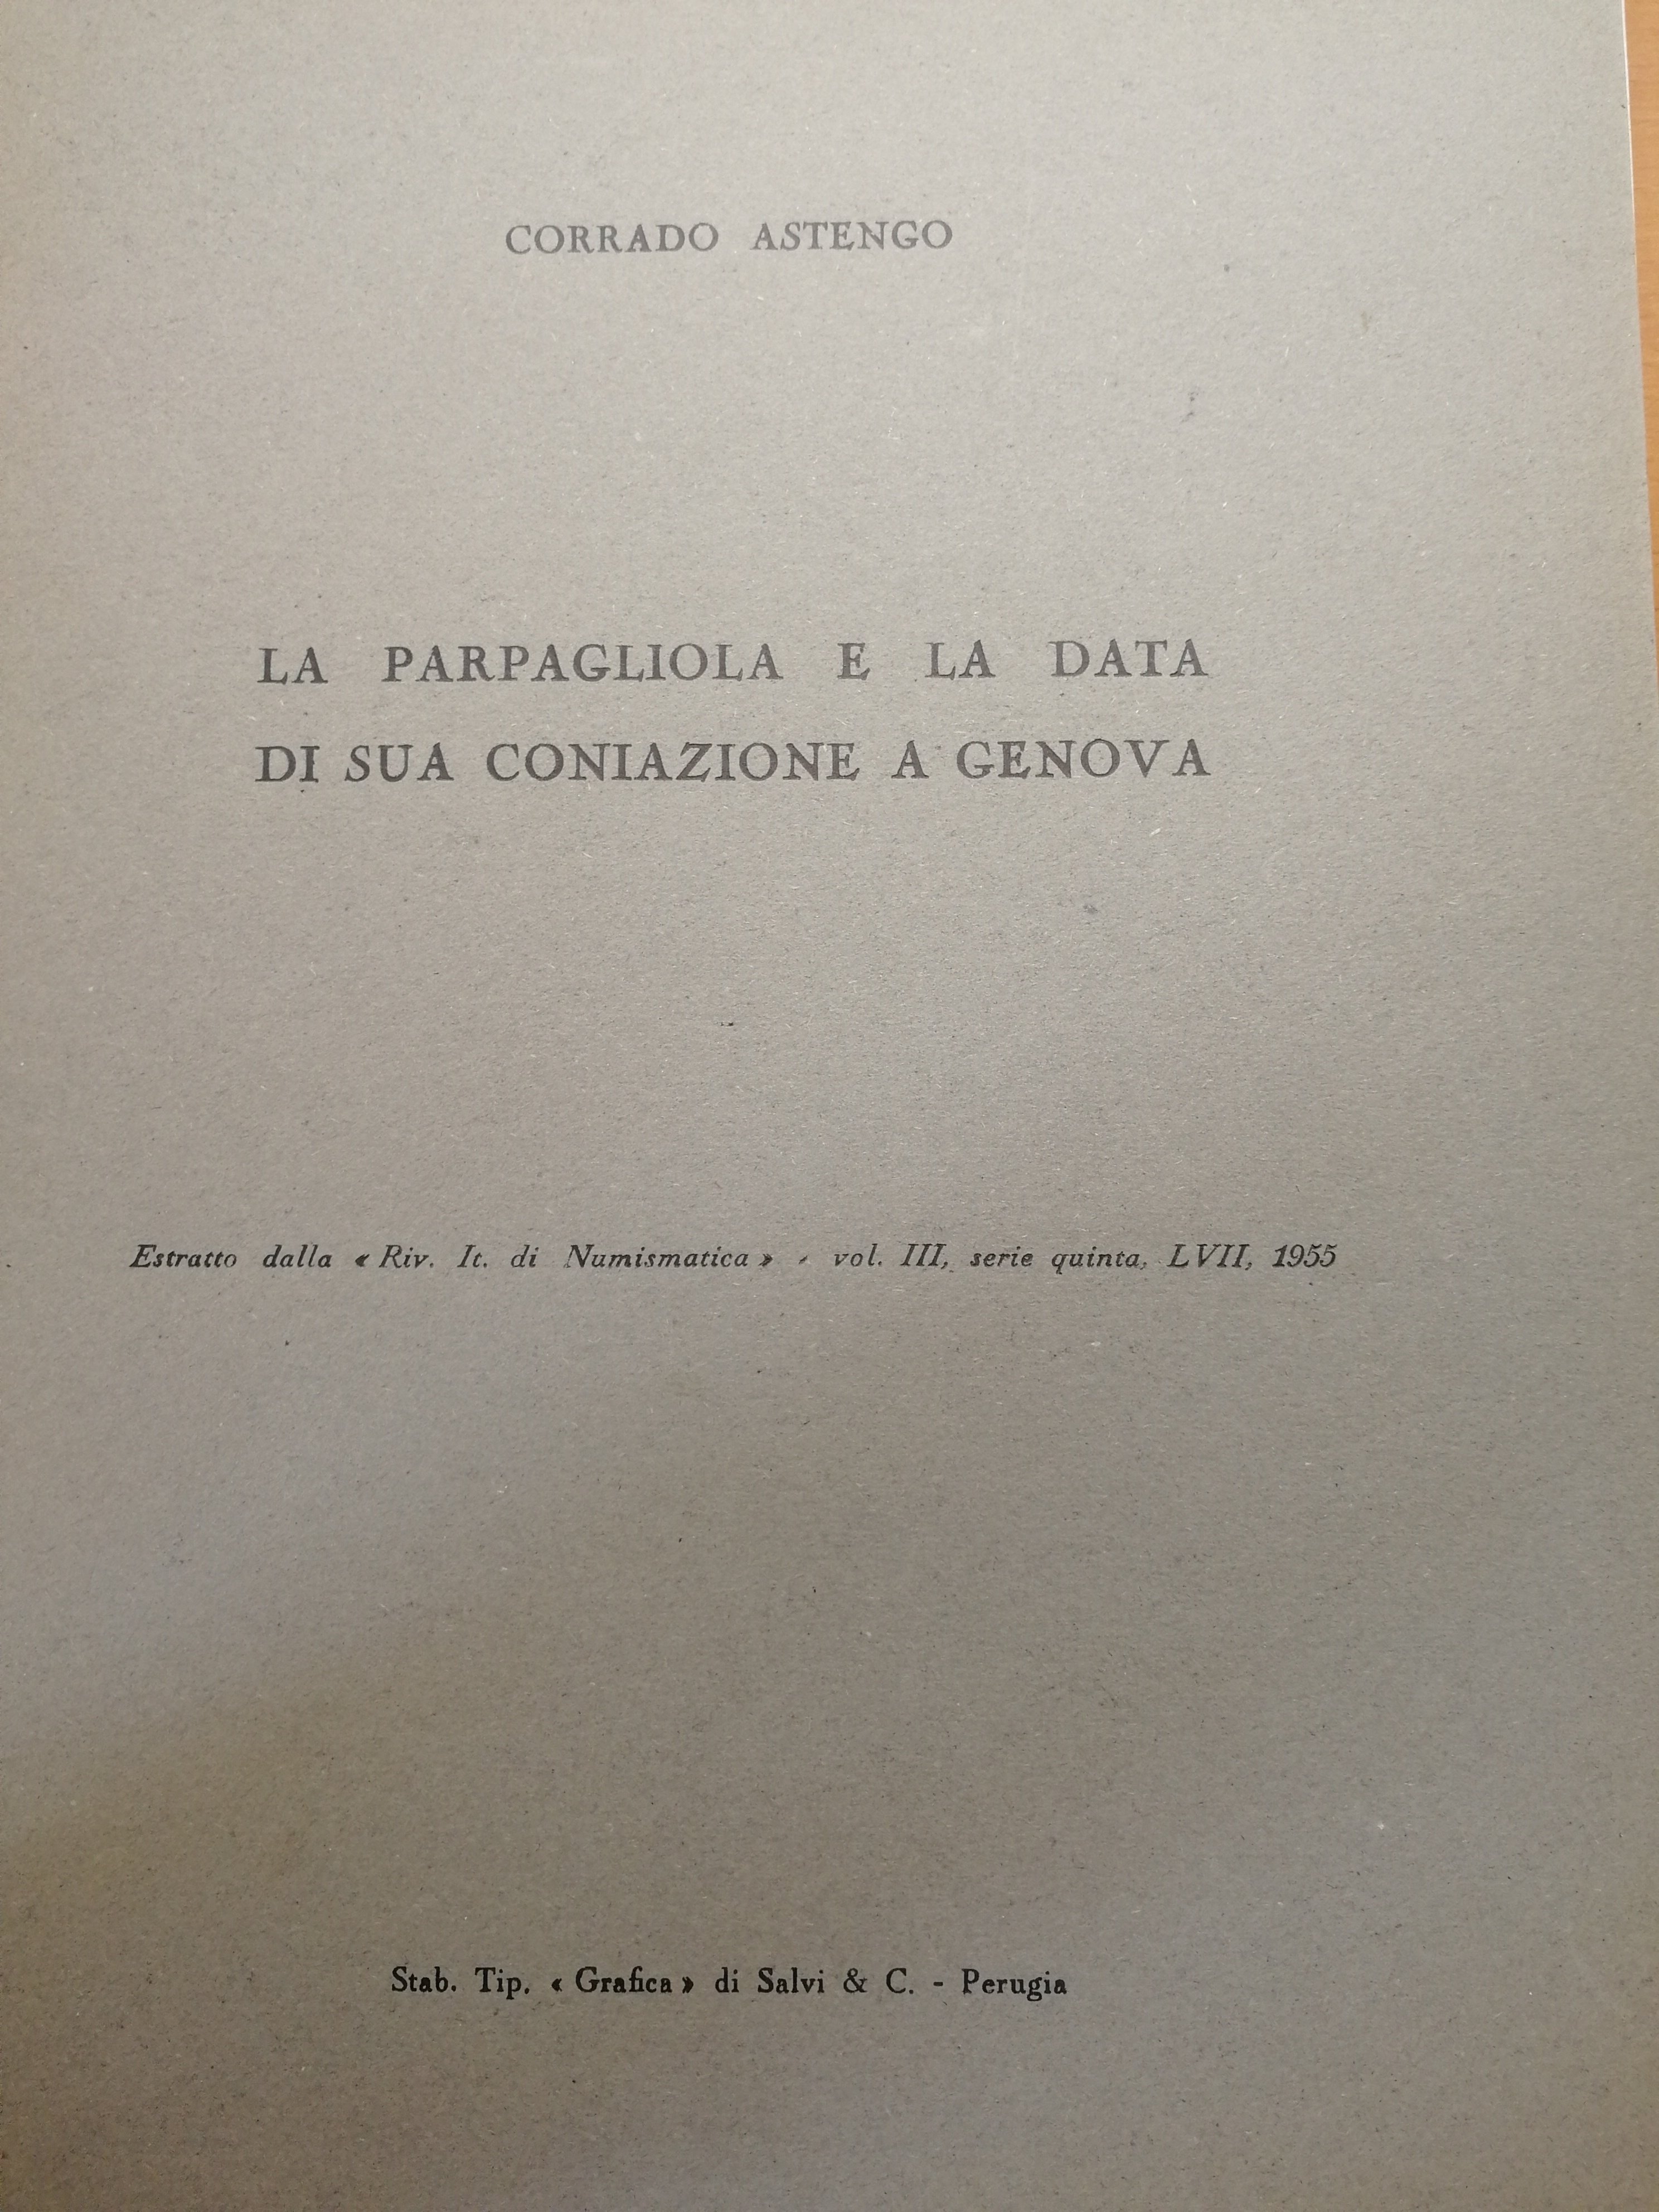 CORRADO ASTENGO
LA PARPAGLIOLA E LA DATA
DI SUA CONIAZIONE A GENOVA
Estratto dalla « Riv. It. di Numismatica » - vol. III, serie quinta, LVII, 1955
Stab. Tip. « Grafica » di Salvi & C. - Perugia